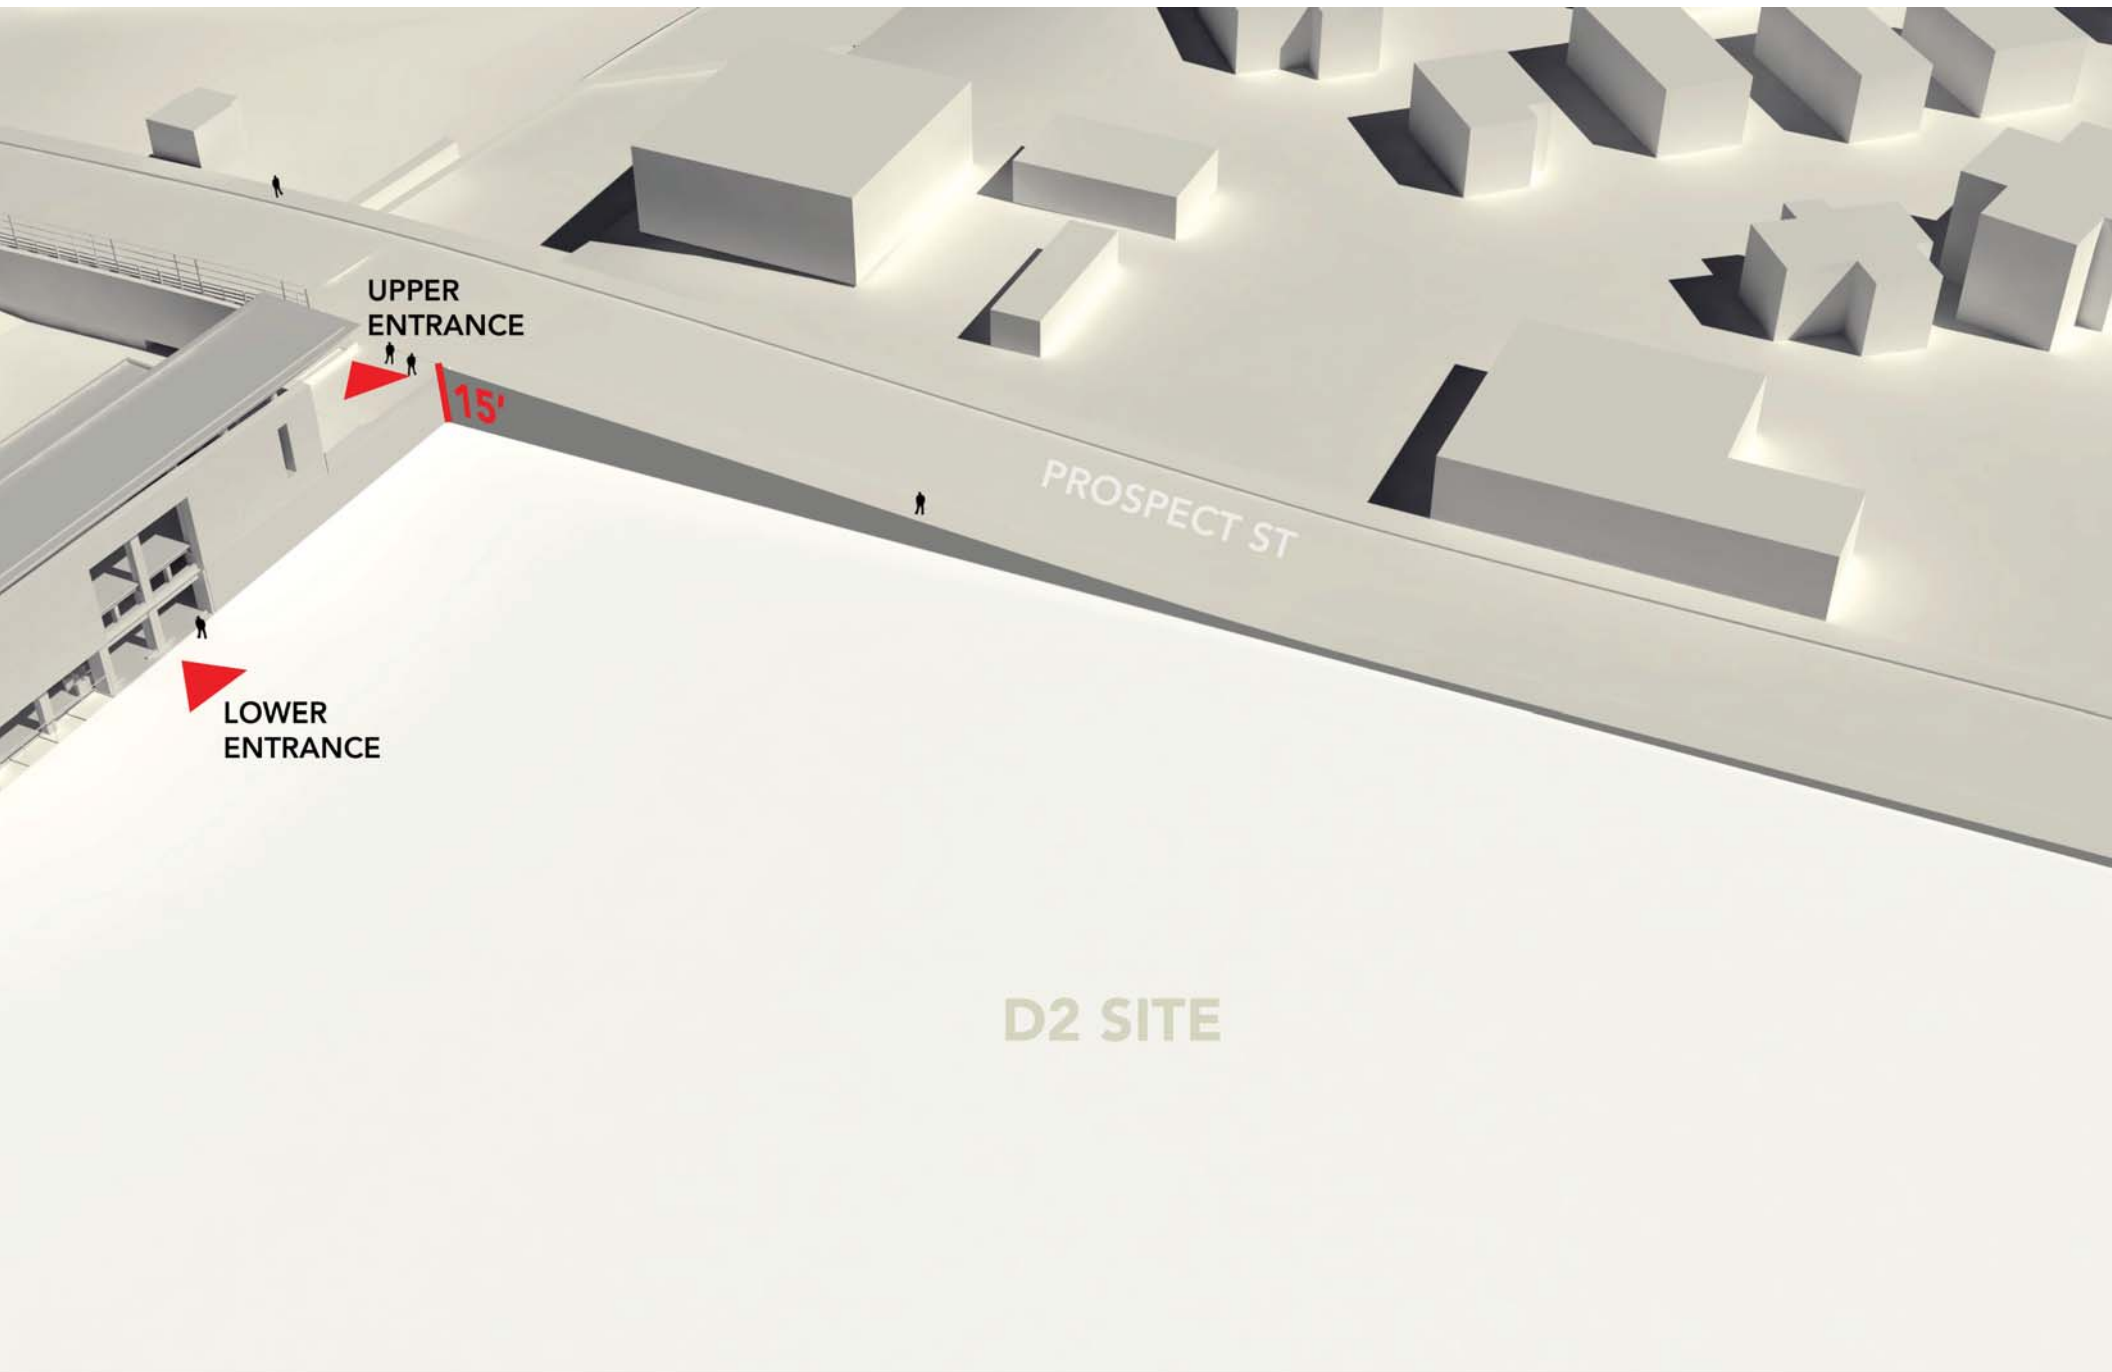 UPPER
ENTRANCE
15'
PROSPECT ST
LOWER
ENTRANCE
D2 SITE